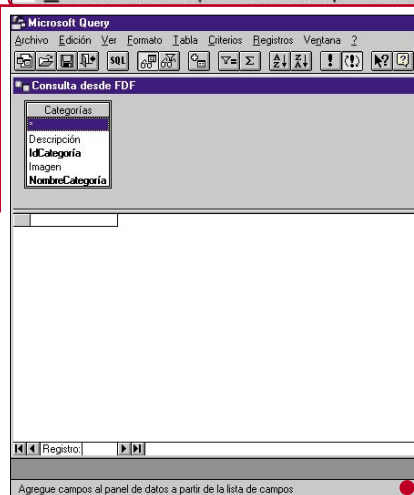 Microsoft Query
Archivo Edición Ver Formato Tabla Criterios Registros Ventana ?
SQL
Consulta desde FDF
Categorías
*
Descripción
IdCategoría
Imagen
NombreCategoría
Registro:
Agregue campos al panel de datos a partir de la lista de campos